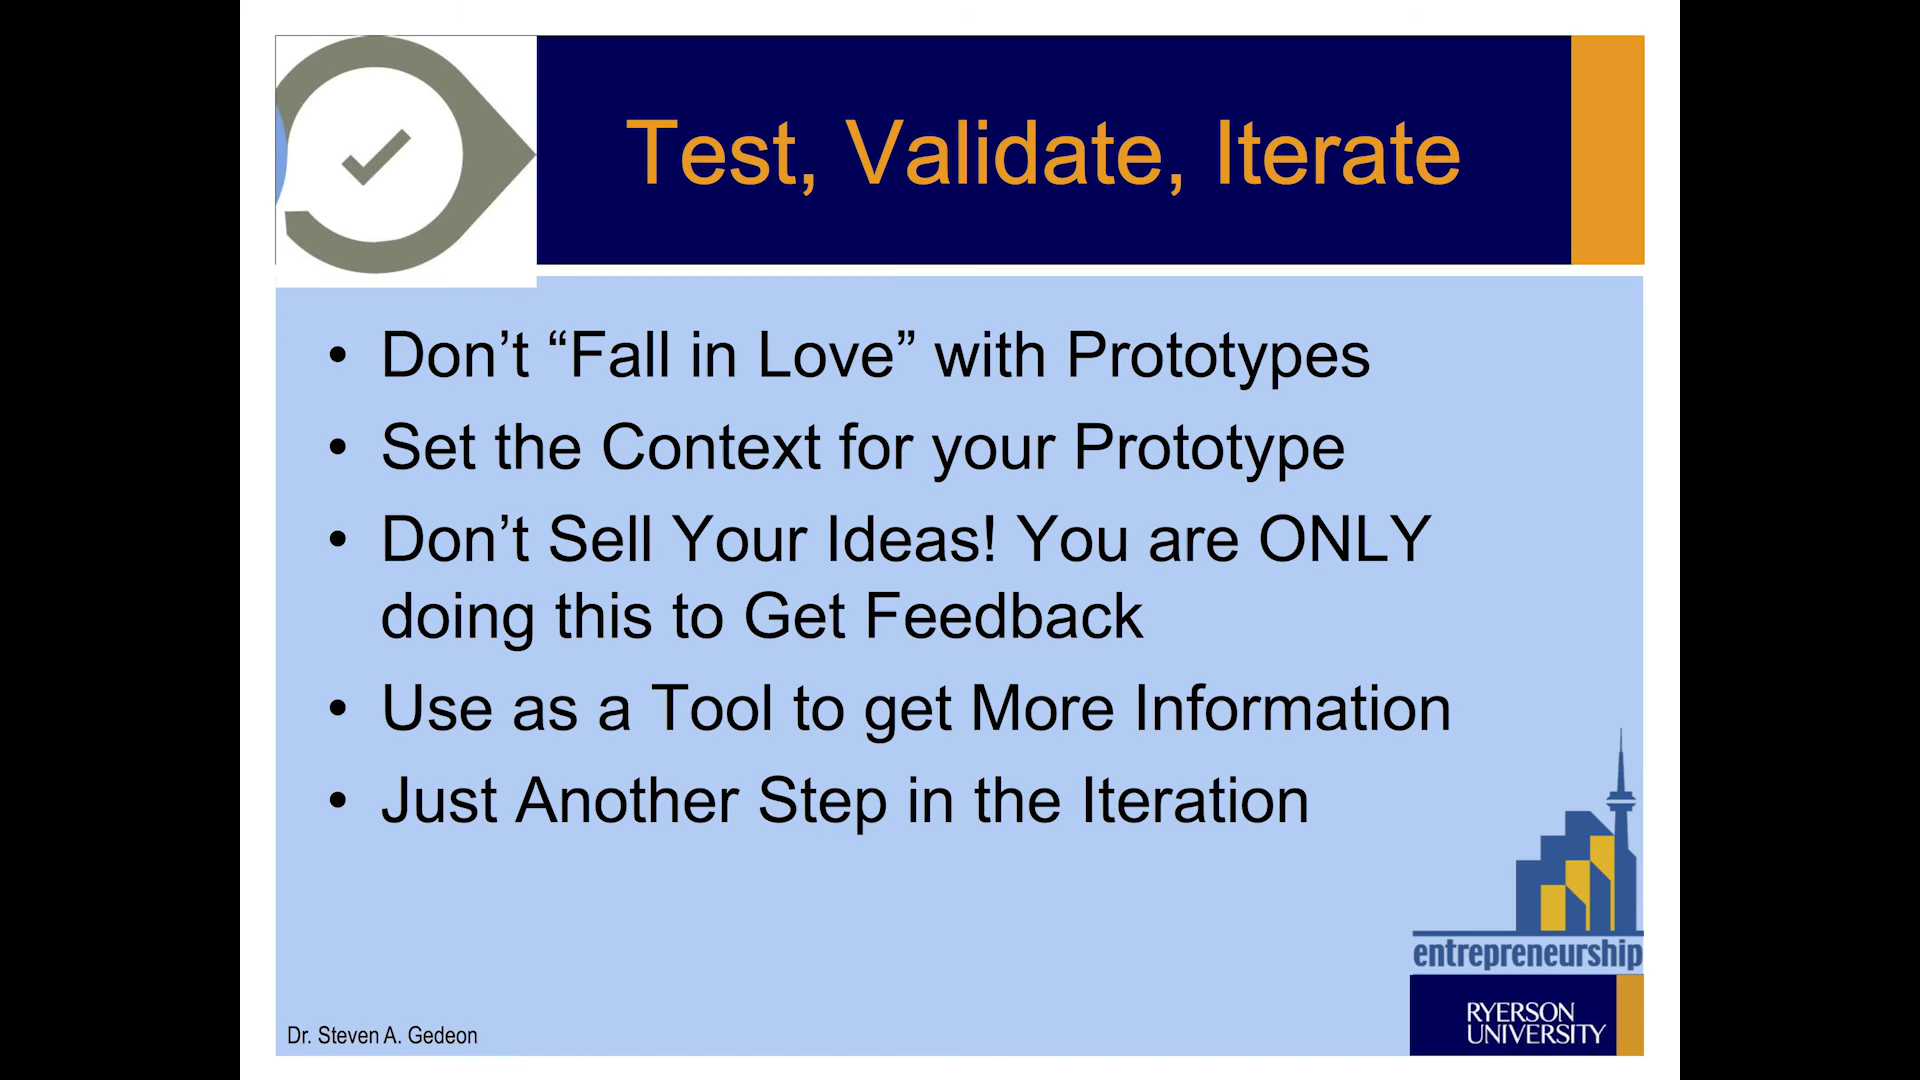 Test, Validate, Iterate
• Don’t “Fall in Love” with Prototypes
• Set the Context for your Prototype
• Don’t Sell Your Ideas! You are ONLY
doing this to Get Feedback
• Use as a Tool to get More Information
• Just Another Step in the Iteration
entrepreneurship
RYERSON
UNIVERSITY
Dr. Steven A. Gedeon